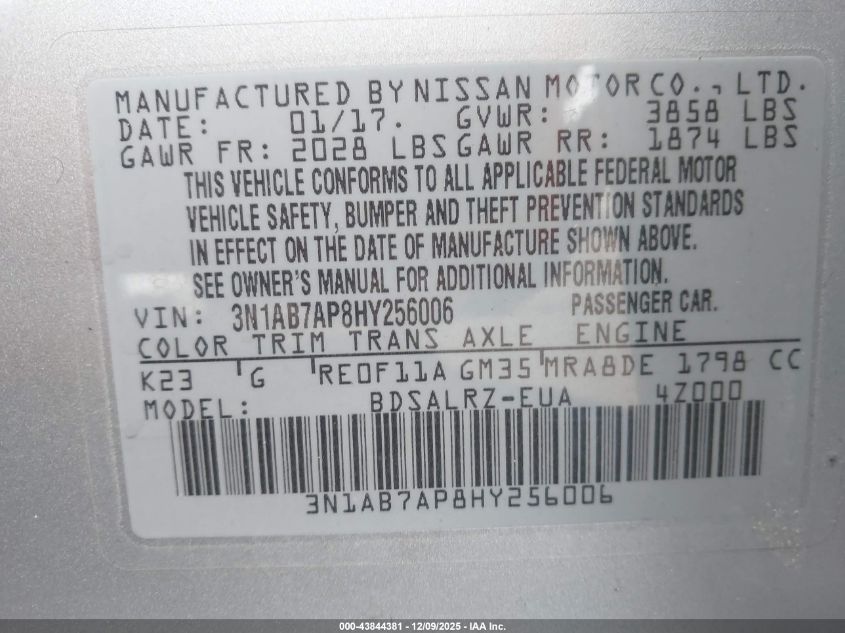 MANUFACTURED BY NISSAN MOTOR CO., LTD.
DATE: 01/17. GVWR: 3858 LBS
GAWR FR: 2028 LBS GAWR RR: 1874 LBS
THIS VEHICLE CONFORMS TO ALL APPLICABLE FEDERAL MOTOR
VEHICLE SAFETY, BUMPER AND THEFT PREVENTION STANDARDS
IN EFFECT ON THE DATE OF MANUFACTURE SHOWN ABOVE.
SEE OWNER'S MANUAL FOR ADDITIONAL INFORMATION.
VIN: 3N1AB7AP8HY256006 PASSENGER CAR.
COLOR TRIM TRANS AXLE ENGINE
K23 G RE0F11A GM35 MRA8DE 1798 CC
MODEL: BDSALRZ-EUA 4Z000
3N1AB7AP8HY256006
000-43844381 - 12/09/2025 - IAA Inc.